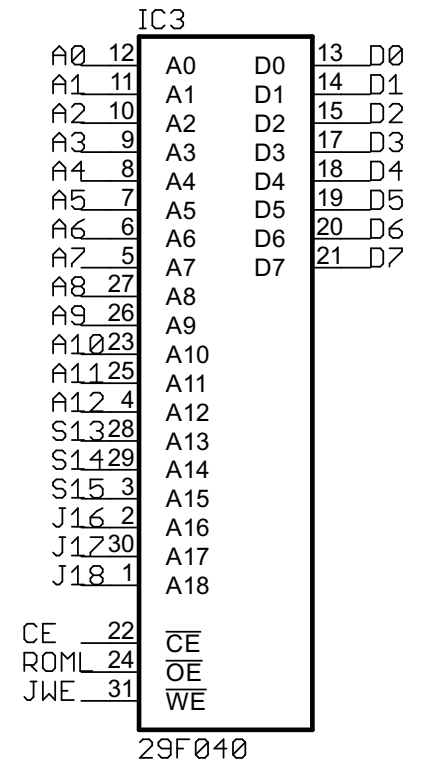 IC3
A0 12 A0 D0 13 D0
A1 11 A1 D1 14 D1
A2 10 A2 D2 15 D2
A3 9 A3 D3 17 D3
A4 8 A4 D4 18 D4
A5 7 A5 D5 19 D5
A6 6 A6 D6 20 D6
A7 5 A7 D7 21 D7
A8 27 A8
A9 26 A9
A10 23 A10
A11 25 A11
A12 4 A12
S13 28 A13
S14 29 A14
S15 3 A15
J16 2 A16
J17 30 A17
J18 1 A18
CE 22 CE
ROML 24 OE
JWE 31 WE
29F040